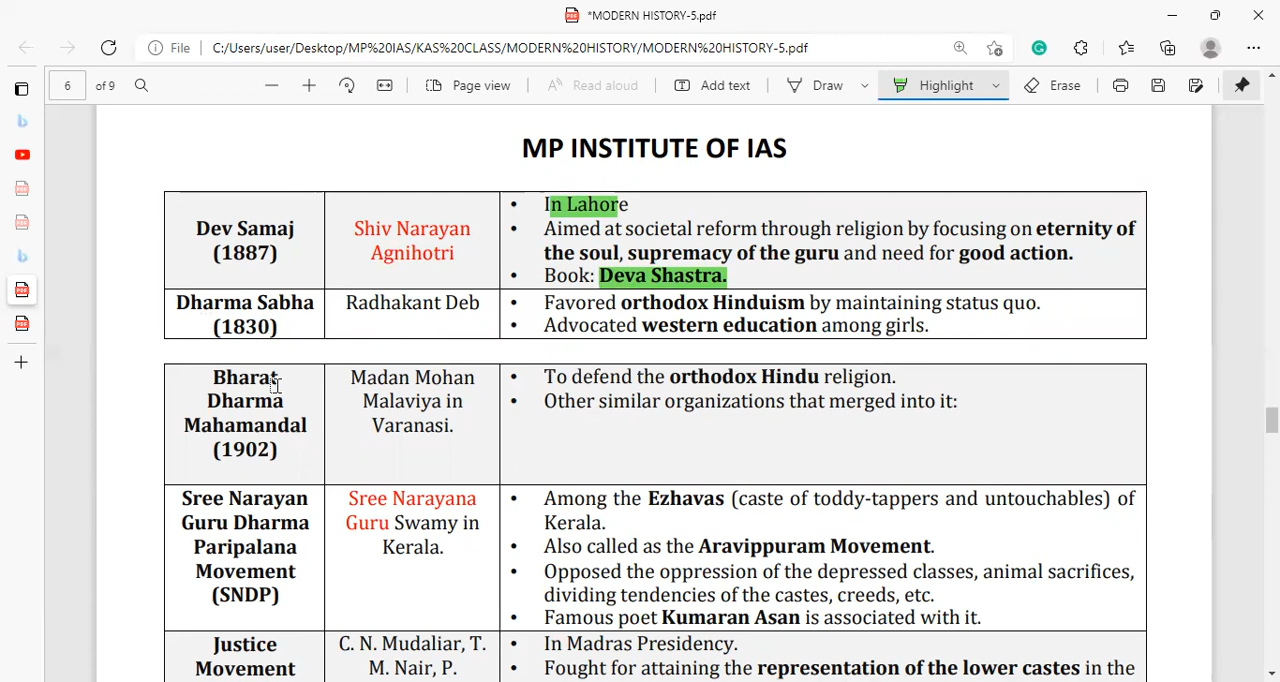 *MODERN HISTORY-5.pdf
File
C:/Users/user/Desktop/MP%20IAS/KAS%20CLASS/MODERN%20HISTORY/MODERN%20HISTORY-5.pdf
6 of 9
Page view
Read aloud
Add text
Draw
Highlight
Erase
MP INSTITUTE OF IAS
Dev Samaj
(1887)
Shiv Narayan
Agnihotri
• In Lahore
• Aimed at societal reform through religion by focusing on eternity of
the soul, supremacy of the guru and need for good action.
• Book: Deva Shastra.
Dharma Sabha
(1830)
Radhakant Deb
• Favored orthodox Hinduism by maintaining status quo.
• Advocated western education among girls.
Bharat
Dharma
Mahamandal
(1902)
Madan Mohan
Malaviya in
Varanasi.
• To defend the orthodox Hindu religion.
• Other similar organizations that merged into it:
Sree Narayan
Guru Dharma
Paripalana
Movement
(SNDP)
Sree Narayana
Guru Swamy in
Kerala.
• Among the Ezhavas (caste of toddy-tappers and untouchables) of
Kerala.
• Also called as the Aravippuram Movement.
• Opposed the oppression of the depressed classes, animal sacrifices,
dividing tendencies of the castes, creeds, etc.
• Famous poet Kumaran Asan is associated with it.
Justice
Movement
C. N. Mudaliar, T.
M. Nair, P.
• In Madras Presidency.
• Fought for attaining the representation of the lower castes in the